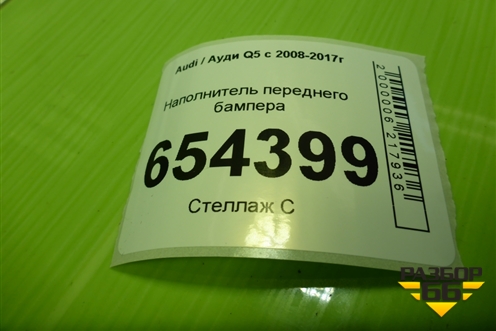 Audi / Ауди Q5 с 2008-2017г
Наполнитель переднего
бампера
654399
Стеллаж С
2000006217936
РАЗБОР
66